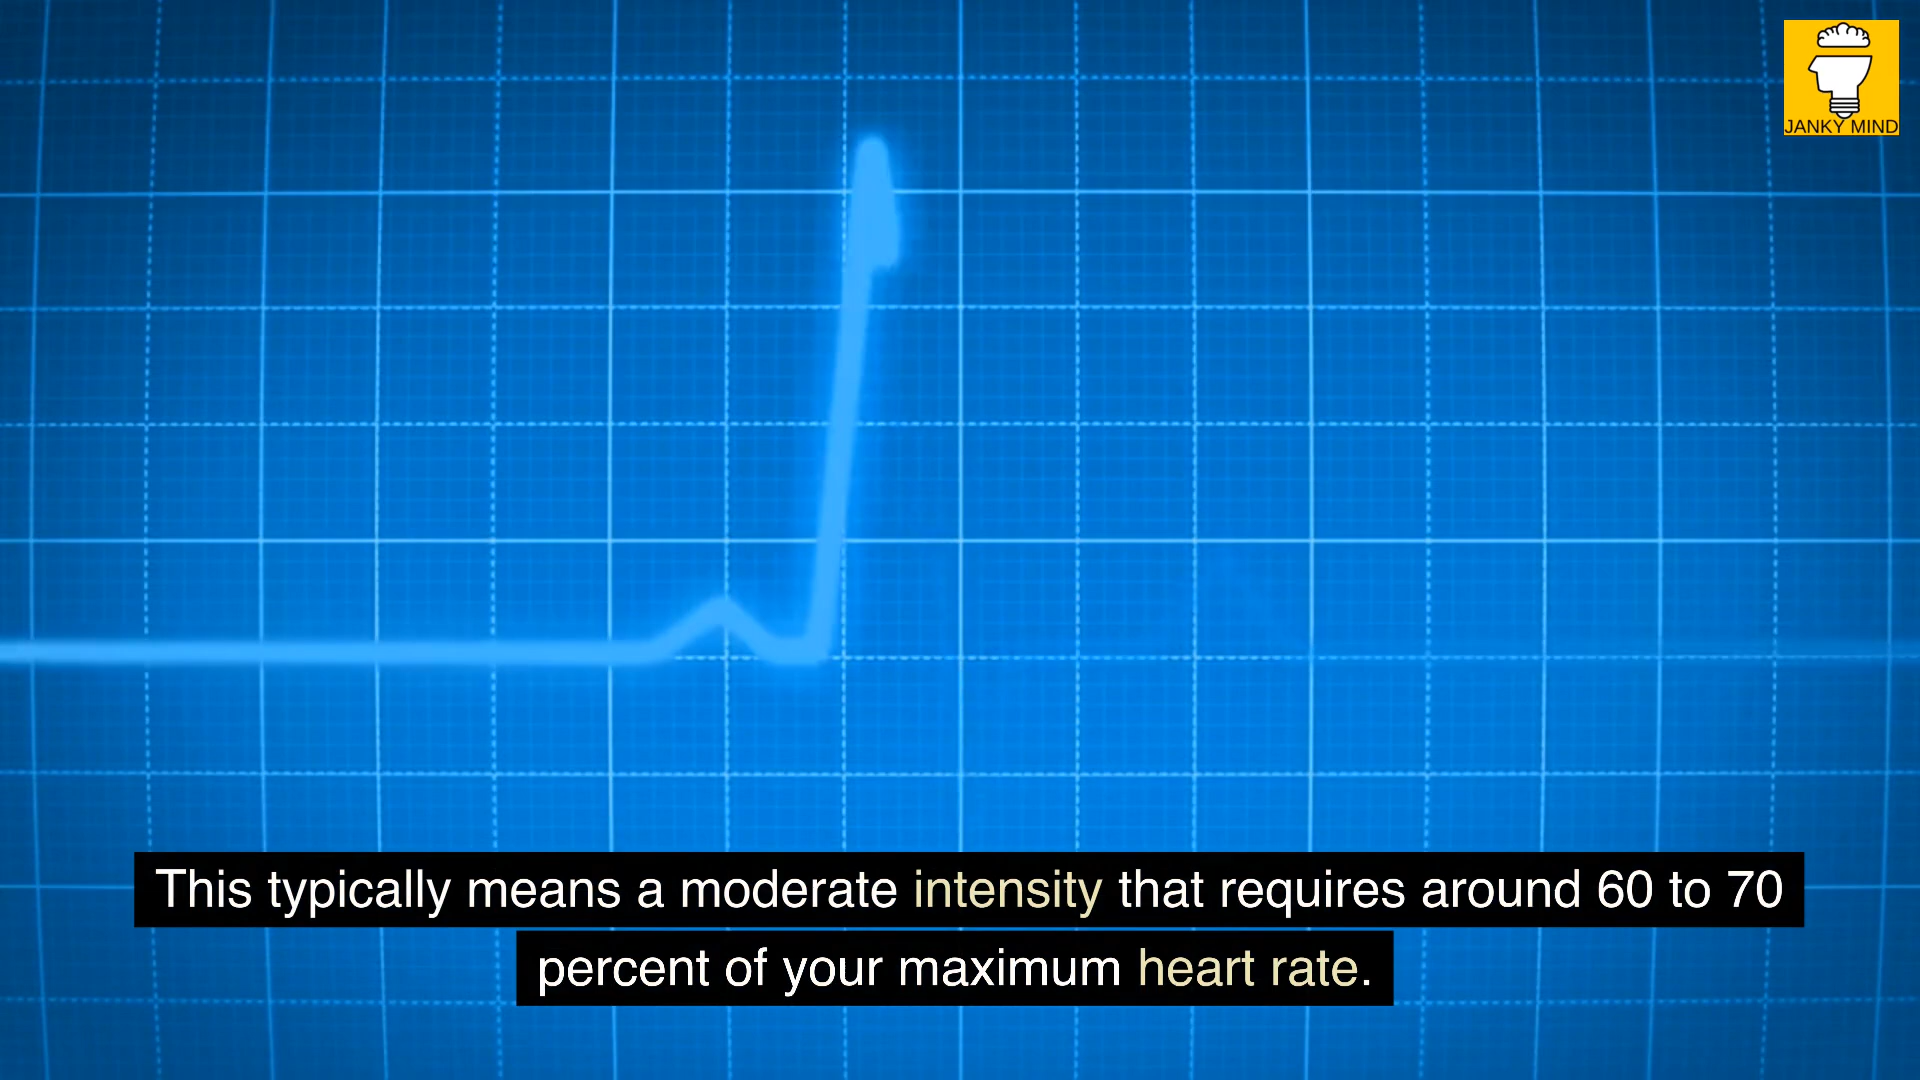 JANKY MIND
This typically means a moderate intensity that requires around 60 to 70
percent of your maximum heart rate.